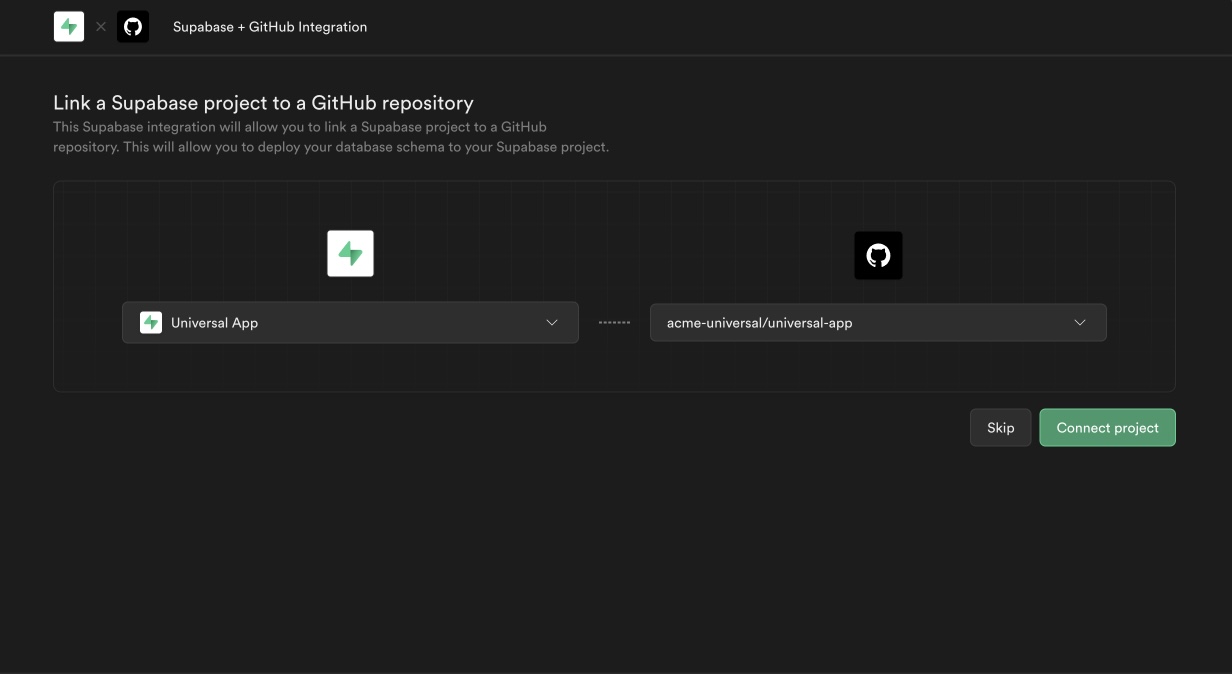 Supabase + GitHub Integration
Link a Supabase project to a GitHub repository
This Supabase integration will allow you to link a Supabase project to a GitHub
repository. This will allow you to deploy your database schema to your Supabase project.
Universal App
acme-universal/universal-app
Skip
Connect project